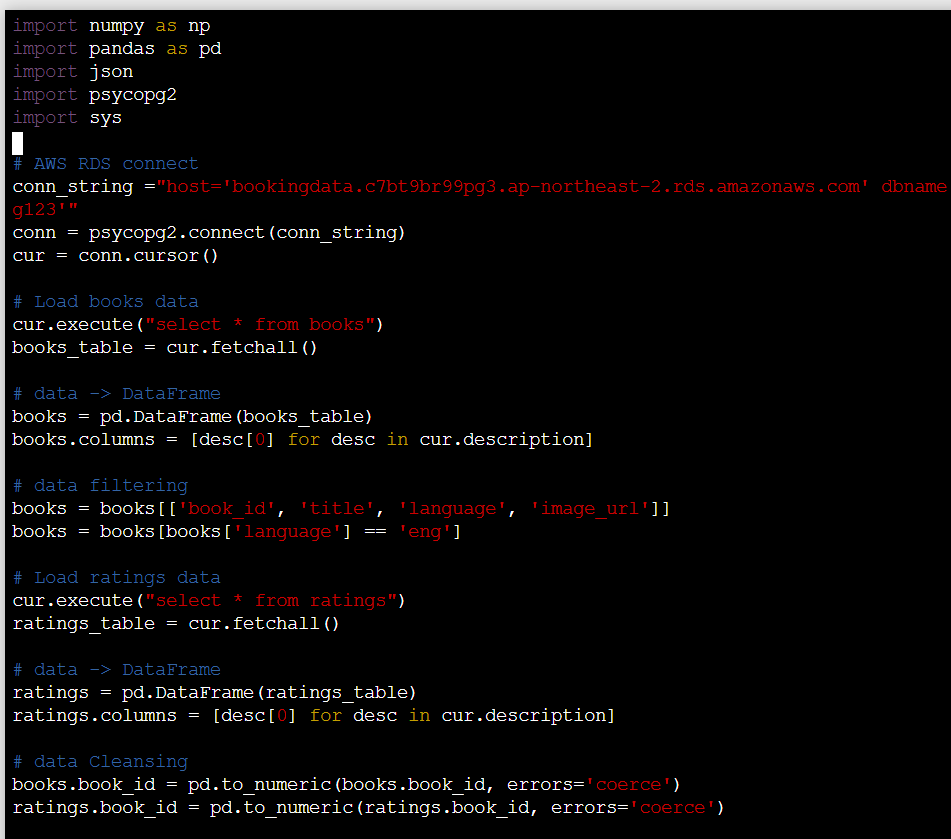 import numpy as np
import pandas as pd
import json
import psycopg2
import sys
# AWS RDS connect
conn_string ="host='bookingdata.c7bt9br99pg3.ap-northeast-2.rds.amazonaws.com' dbname
g123'"
conn = psycopg2.connect(conn_string)
cur = conn.cursor()
# Load books data
cur.execute("select * from books")
books_table = cur.fetchall()
# data -> DataFrame
books = pd.DataFrame(books_table)
books.columns = [desc[0] for desc in cur.description]
# data filtering
books = books[['book_id', 'title', 'language', 'image_url']]
books = books[books['language'] == 'eng']
# Load ratings data
cur.execute("select * from ratings")
ratings_table = cur.fetchall()
# data -> DataFrame
ratings = pd.DataFrame(ratings_table)
ratings.columns = [desc[0] for desc in cur.description]
# data Cleansing
books.book_id = pd.to_numeric(books.book_id, errors='coerce')
ratings.book_id = pd.to_numeric(ratings.book_id, errors='coerce')